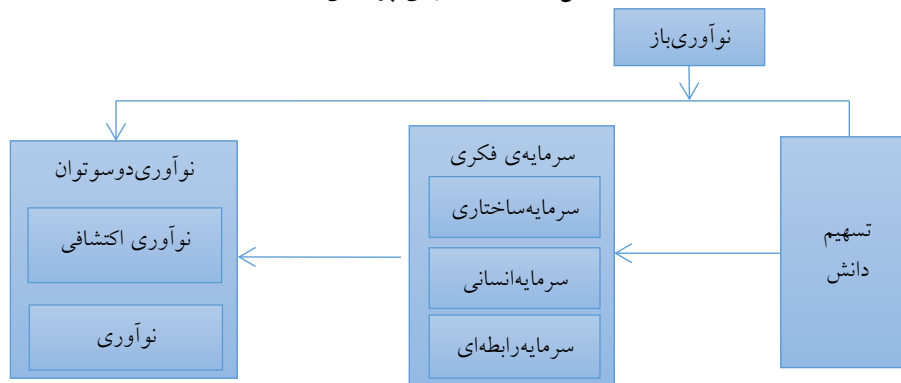 نوآوری‌باز
تسهیم
دانش
سرمایه‌ی فکری
سرمایه‌ساختاری
سرمایه‌انسانی
سرمایه‌رابطه‌ای
نوآوری‌دوسوتوان
نوآوری اکتشافی
نوآوری